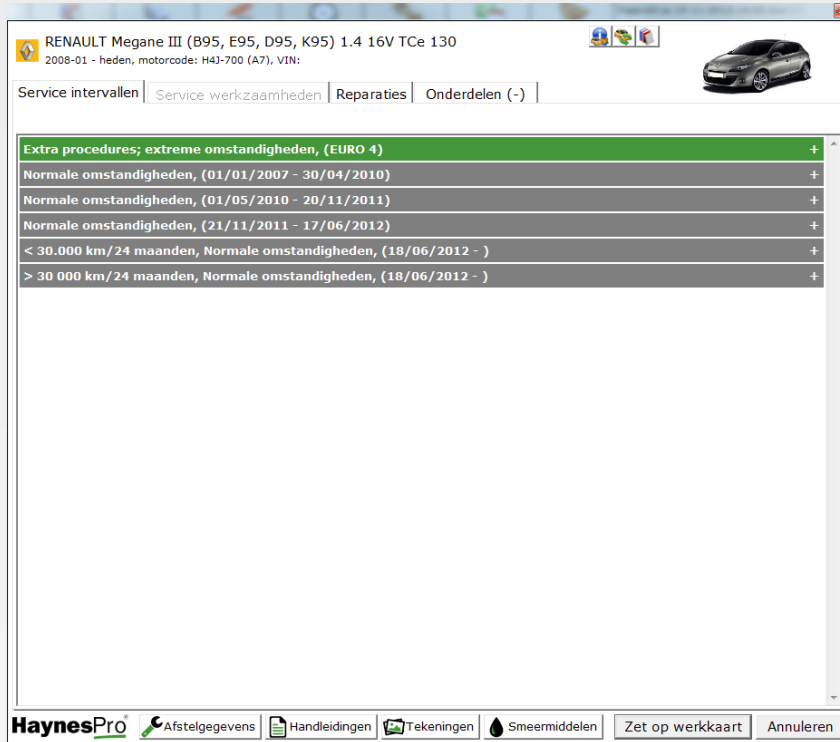 RENAULT Megane III (B95, E95, D95, K95) 1.4 16V TCe 130
2008-01 - heden, motorcode: H4J-700 (A7), VIN:
Service intervallen
Service werkzaamheden
Reparaties
Onderdelen (-)
Extra procedures; extreme omstandigheden, (EURO 4) +
Normale omstandigheden, (01/01/2007 - 30/04/2010) +
Normale omstandigheden, (01/05/2010 - 20/11/2011) +
Normale omstandigheden, (21/11/2011 - 17/06/2012) +
< 30.000 km/24 maanden, Normale omstandigheden, (18/06/2012 - ) +
> 30 000 km/24 maanden, Normale omstandigheden, (18/06/2012 - ) +
HaynesPro
Afstelgegevens
Handleidingen
Tekeningen
Smeermiddelen
Zet op werkkaart
Annuleren